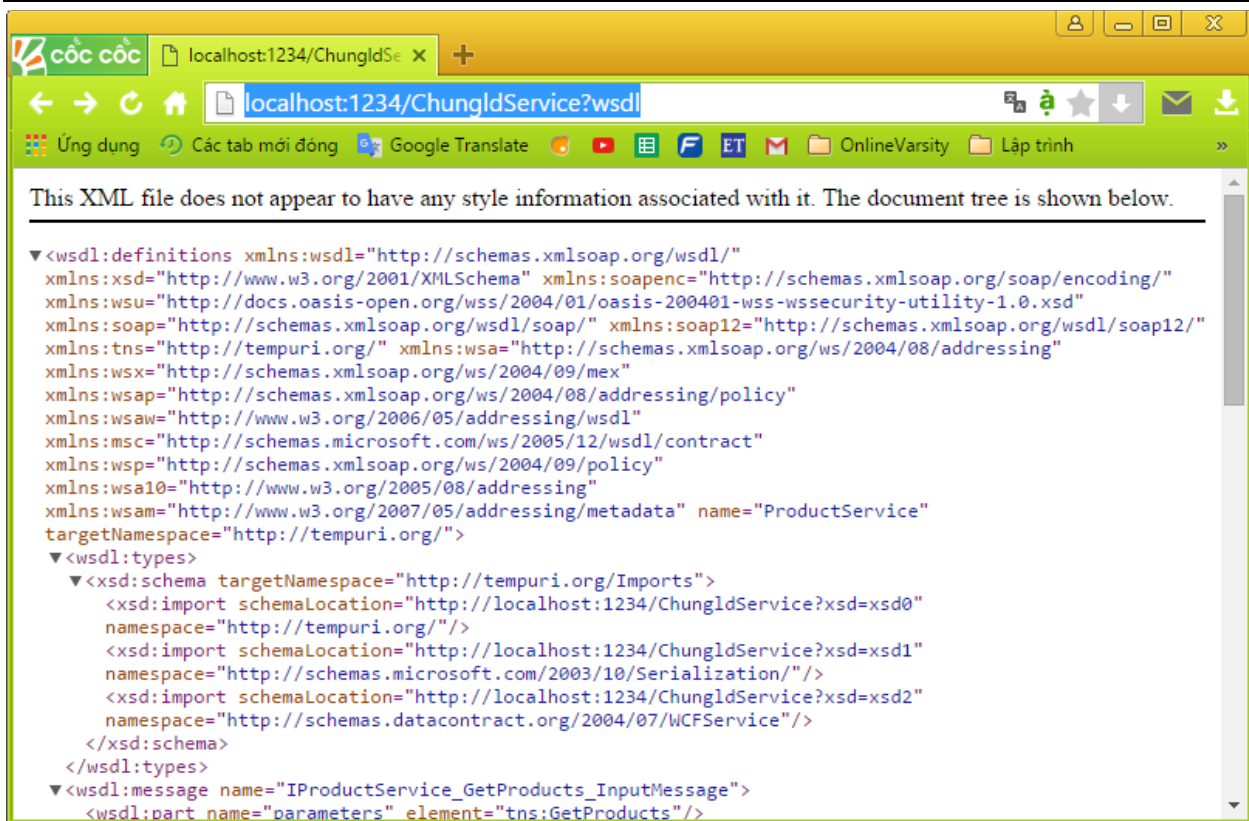 cốc cốc
localhost:1234/ChungldSe
localhost:1234/ChungldService?wsdl
Ứng dụng Các tab mới đóng Google Translate OnlineVarsity Lập trình »
This XML file does not appear to have any style information associated with it. The document tree is shown below.
▼<wsdl:definitions xmlns:wsdl="http://schemas.xmlsoap.org/wsdl/"
xmlns:xsd="http://www.w3.org/2001/XMLSchema" xmlns:soapenc="http://schemas.xmlsoap.org/soap/encoding/"
xmlns:wsu="http://docs.oasis-open.org/wss/2004/01/oasis-200401-wss-wssecurity-utility-1.0.xsd"
xmlns:soap="http://schemas.xmlsoap.org/wsdl/soap/" xmlns:soap12="http://schemas.xmlsoap.org/wsdl/soap12/"
xmlns:tns="http://tempuri.org/" xmlns:wsa="http://schemas.xmlsoap.org/ws/2004/08/addressing"
xmlns:wsx="http://schemas.xmlsoap.org/ws/2004/09/mex"
xmlns:wsap="http://schemas.xmlsoap.org/ws/2004/08/addressing/policy"
xmlns:wsaw="http://www.w3.org/2006/05/addressing/wsdl"
xmlns:msc="http://schemas.microsoft.com/ws/2005/12/wsdl/contract"
xmlns:wsp="http://schemas.xmlsoap.org/ws/2004/09/policy"
xmlns:wsa10="http://www.w3.org/2005/08/addressing"
xmlns:wsam="http://www.w3.org/2007/05/addressing/metadata" name="ProductService"
targetNamespace="http://tempuri.org/">
▼<wsdl:types>
▼<xsd:schema targetNamespace="http://tempuri.org/Imports">
<xsd:import schemaLocation="http://localhost:1234/ChungldService?xsd=xsd0"
namespace="http://tempuri.org/"/>
<xsd:import schemaLocation="http://localhost:1234/ChungldService?xsd=xsd1"
namespace="http://schemas.microsoft.com/2003/10/Serialization/"/>
<xsd:import schemaLocation="http://localhost:1234/ChungldService?xsd=xsd2"
namespace="http://schemas.datacontract.org/2004/07/WCFService"/>
</xsd:schema>
</wsdl:types>
▼<wsdl:message name="IProductService_GetProducts_InputMessage">
<wsdl:part name="parameters" element="tns:GetProducts"/>